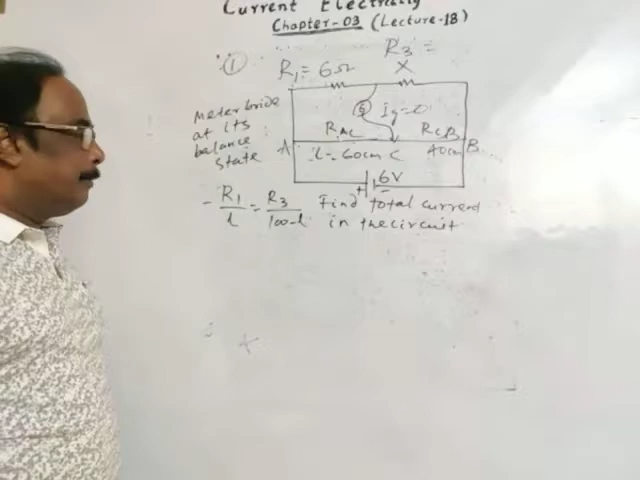 Current Electricity
Chapter-03 (Lecture-18)
① R₁ = 6Ω R₃ =
X
Meter bride
at its
balance
state
G Ig = 0
RAC RCB
A l = 60cm C 40cm B
+ 6V -
- R₁/l = R₃/100-l Find total current
in the circuit